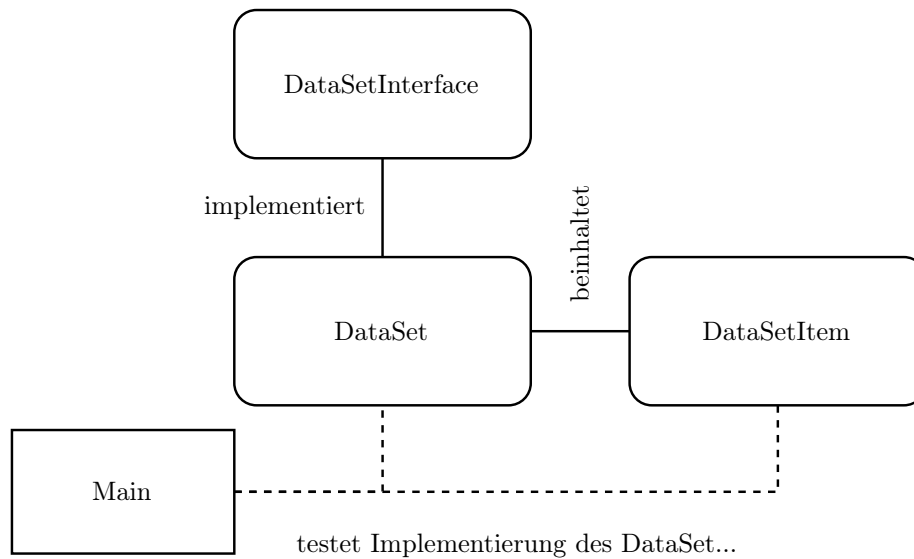 DataSetInterface
implementiert
beinhaltet
DataSet
DataSetItem
Main
testet Implementierung des DataSet...